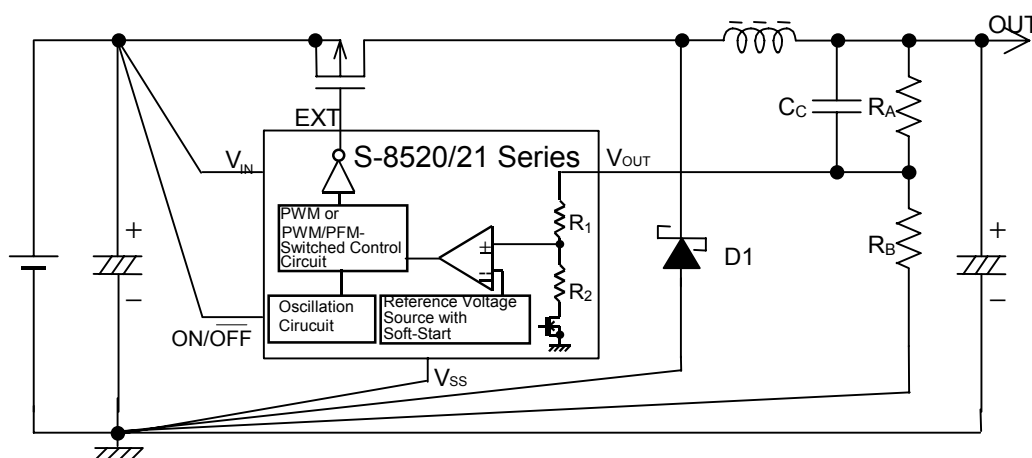 OUT
EXT
S-8520/21 Series
VIN
VOUT
CC
RA
+
PWM or
PWM/PFM-
Switched Control
Circuit
R1
RB
+
D1
−
R2
−
Oscillation
Cirucuit
Reference Voltage
Source with
Soft-Start
ON/OFF
VSS